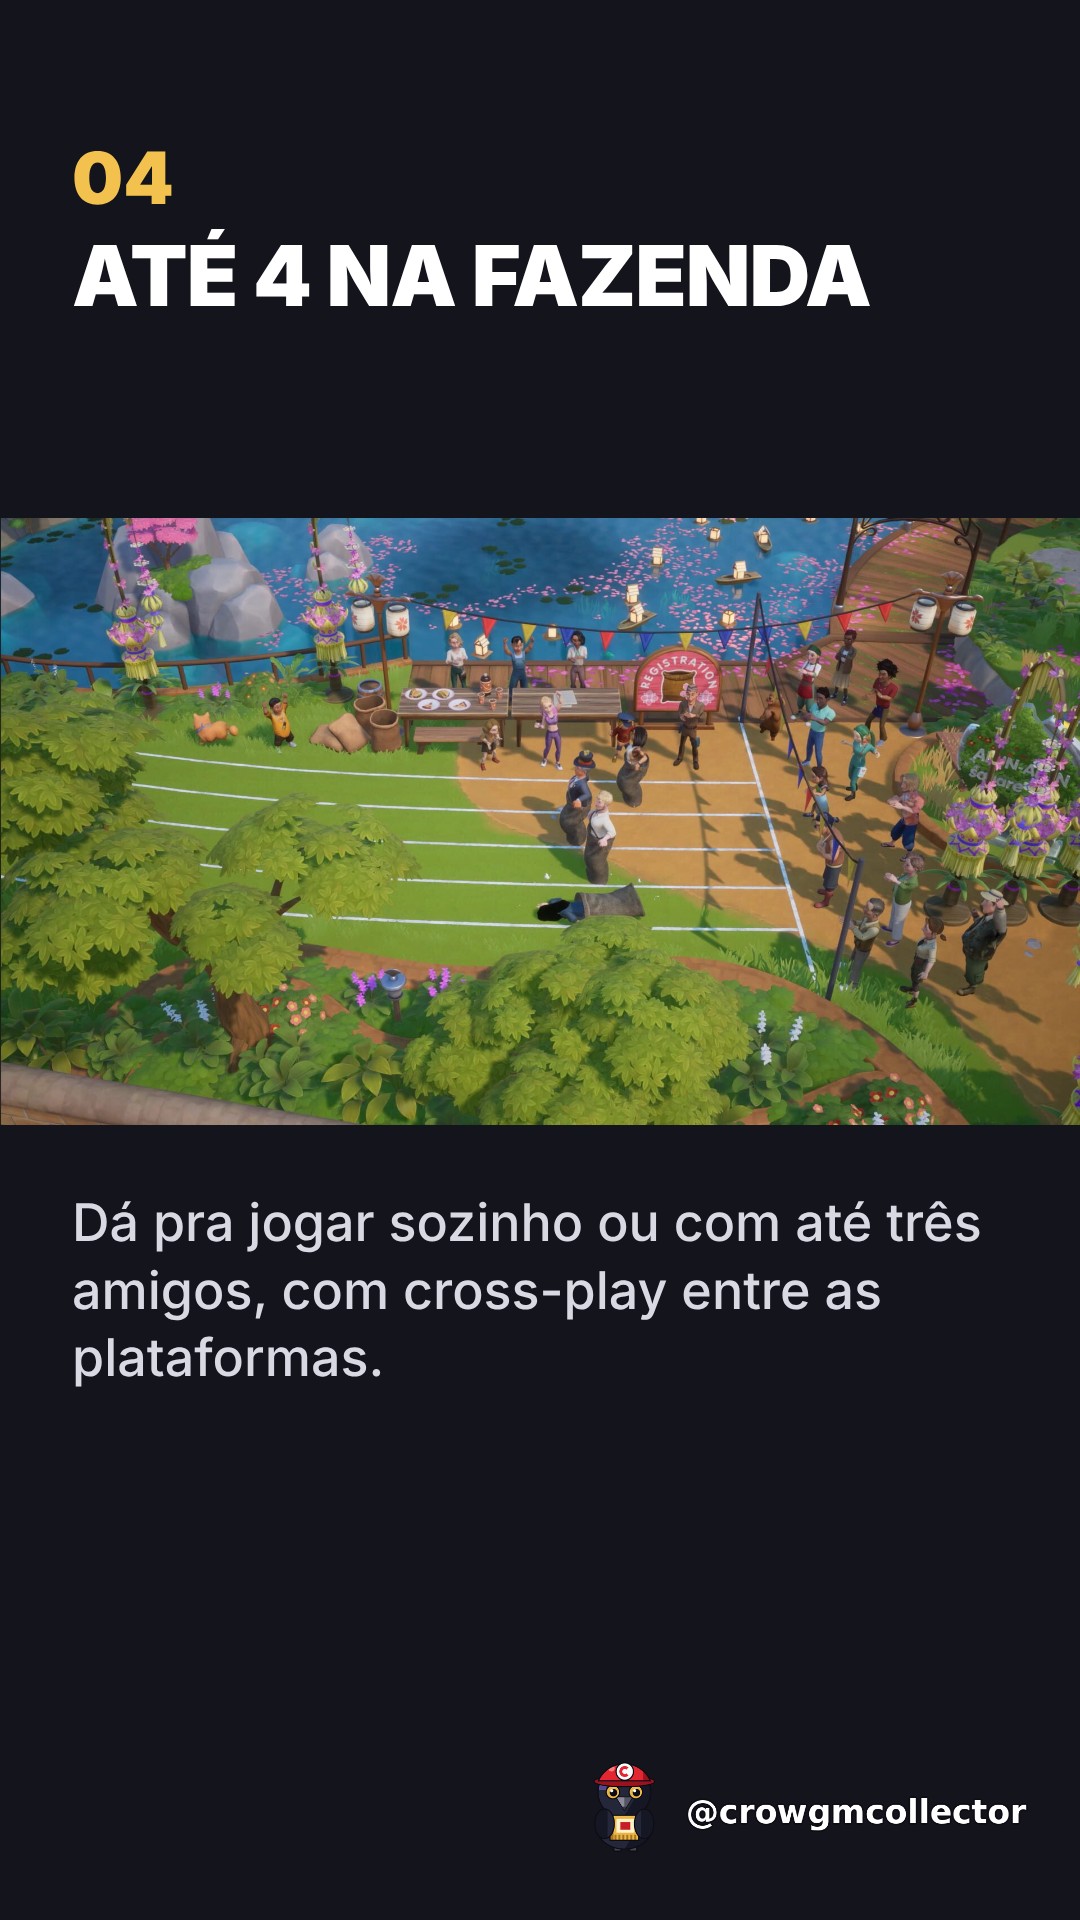 04
ATÉ 4 NA FAZENDA
REGISTRATION
Dá pra jogar sozinho ou com até três
amigos, com cross-play entre as
plataformas.
C
@crowgmcollector